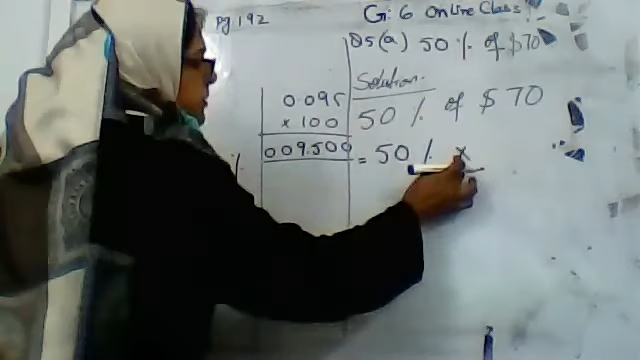 pg 192
G: 6 Online Class
Q5(a) 50 % of $70
Solution.
0.095
× 100
009.500
%
50 % of $ 70
= 50 % ×